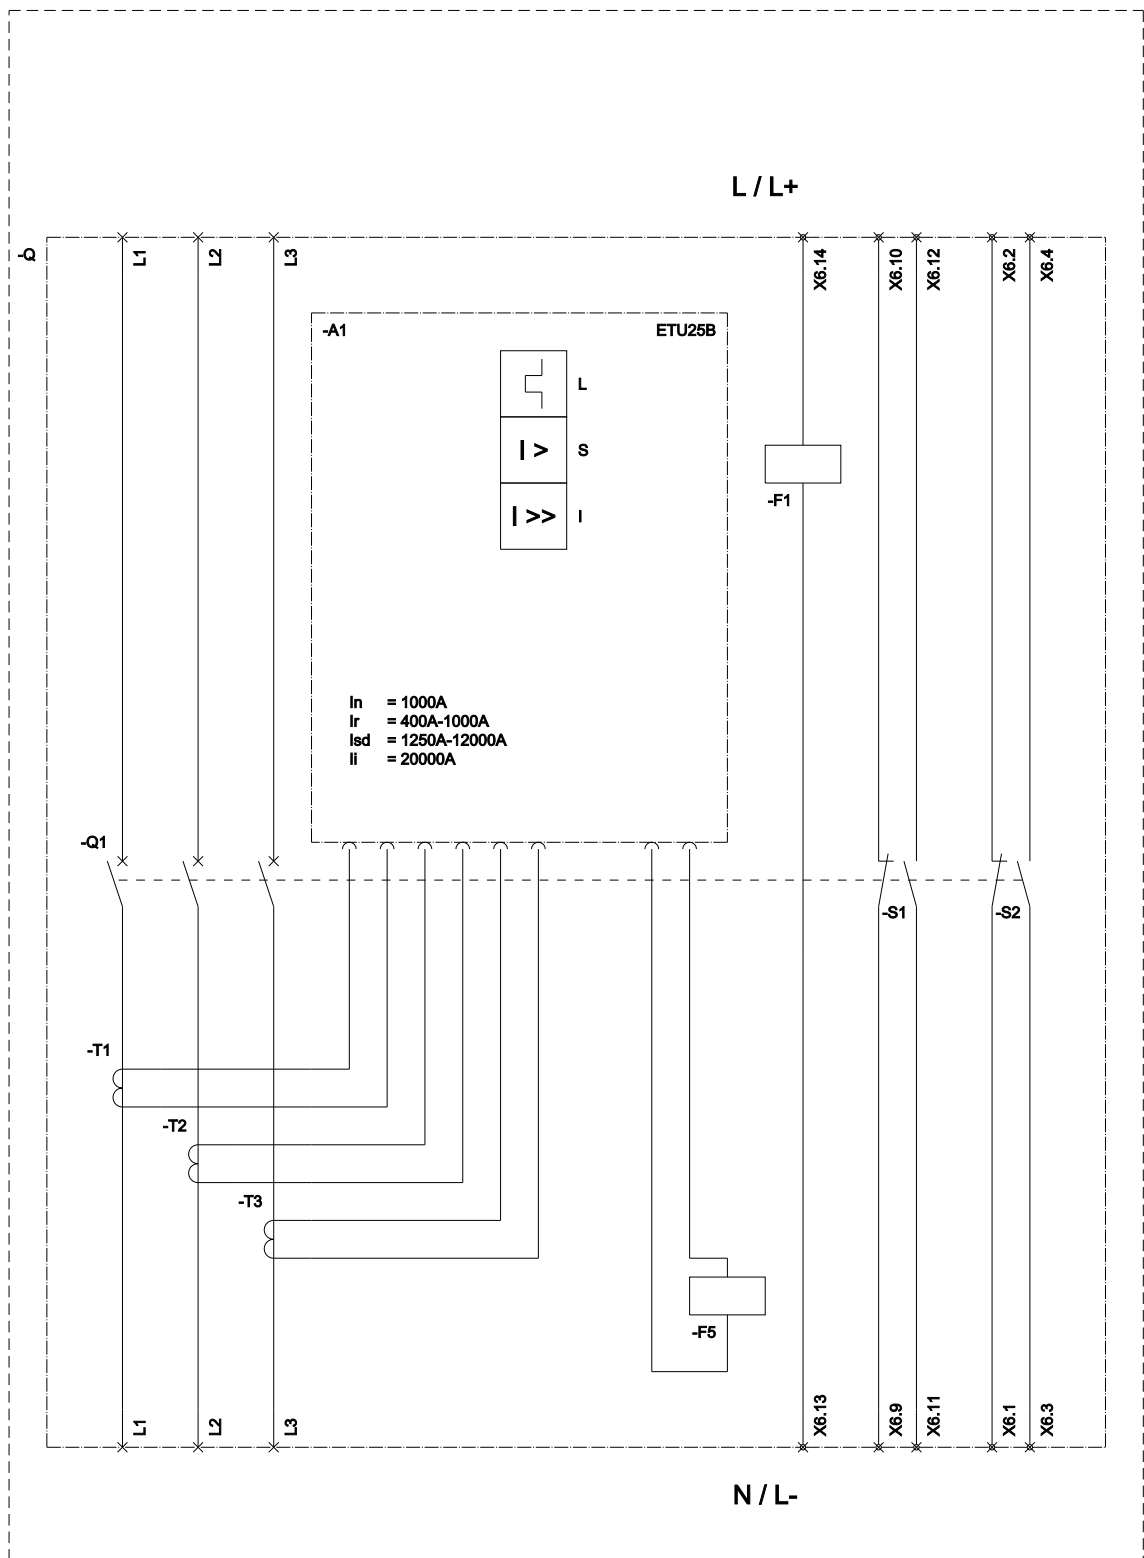 L / L+
-Q
L1
L2
L3
X6.14
X6.10
X6.12
X6.2
X6.4
-A1
ETU25B
L
I >
S
I >>
I
-F1
In = 1000A
Ir = 400A-1000A
Isd = 1250A-12000A
Ii = 20000A
-Q1
-S1
-S2
-T1
-T2
-T3
-F5
L1
L2
L3
X6.13
X6.9
X6.11
X6.1
X6.3
N / L-